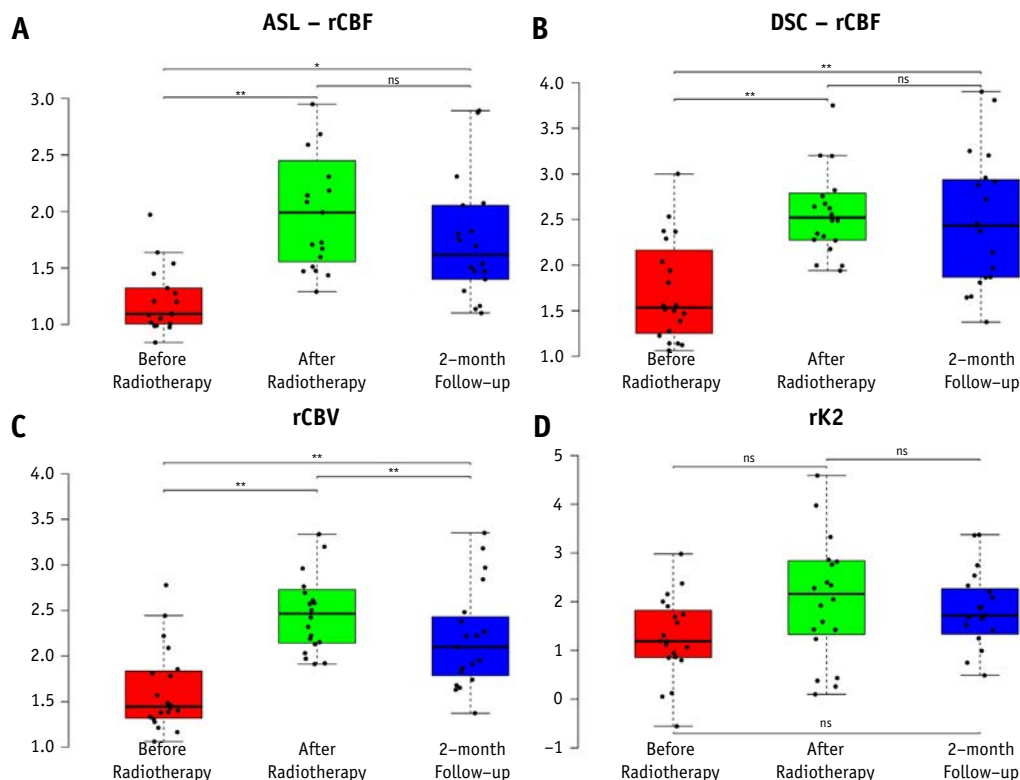 A
ASL – rCBF
*
**
ns
3.0
2.5
2.0
1.5
1.0
Before
Radiotherapy
After
Radiotherapy
2–month
Follow–up
B
DSC – rCBF
**
**
ns
4.0
3.5
3.0
2.5
2.0
1.5
1.0
Before
Radiotherapy
After
Radiotherapy
2–month
Follow–up
C
rCBV
**
**
**
4.0
3.5
3.0
2.5
2.0
1.5
1.0
Before
Radiotherapy
After
Radiotherapy
2–month
Follow–up
D
rK2
ns
ns
5
4
3
2
1
0
–1
ns
Before
Radiotherapy
After
Radiotherapy
2–month
Follow–up